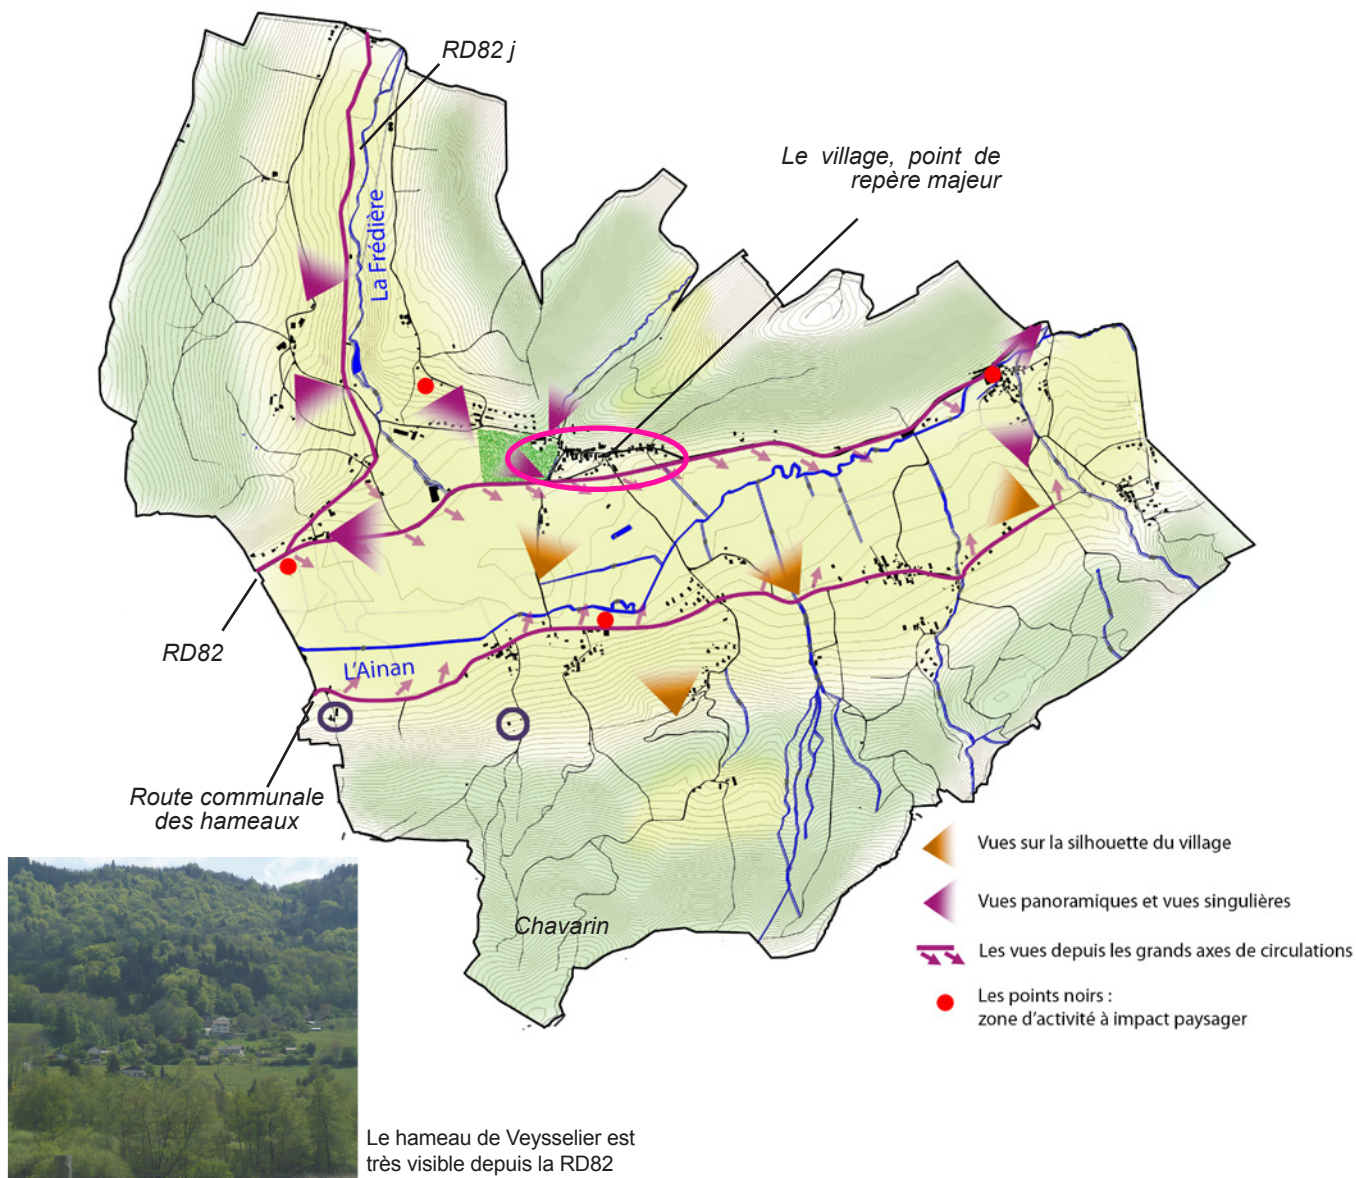 RD82 j
Le village, point de
repère majeur
La Frédière
RD82
L'Ainan
Route communale
des hameaux
Chavarin
Vues sur la silhouette du village
Vues panoramiques et vues singulières
Les vues depuis les grands axes de circulations
Les points noirs :
zone d'activité à impact paysager
Le hameau de Veysselier est
très visible depuis la RD82